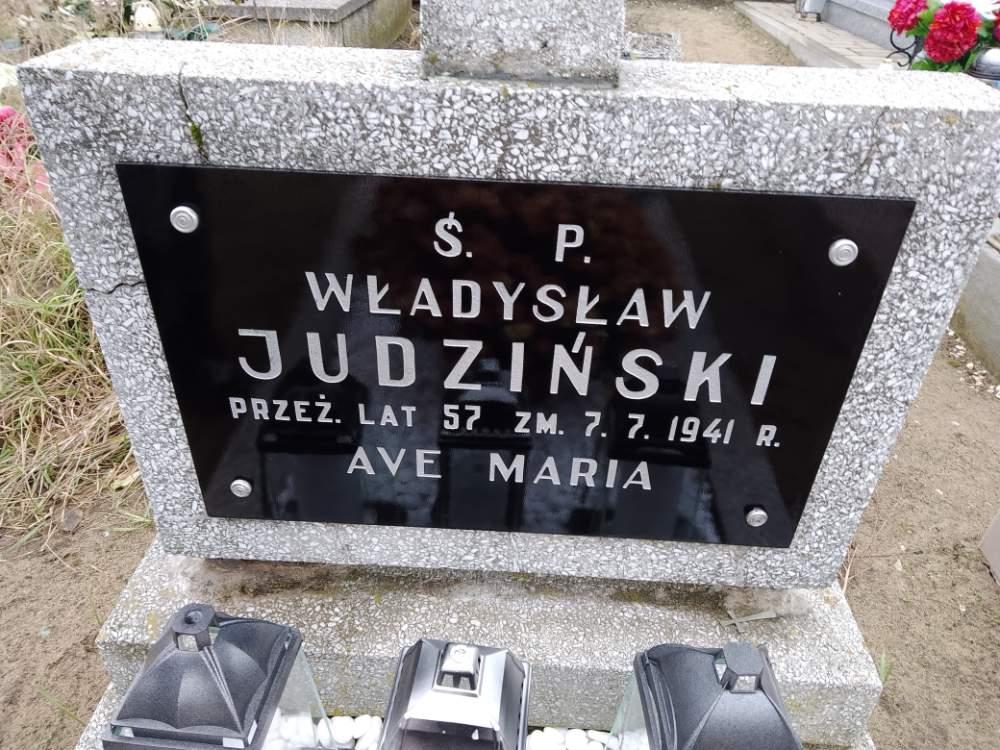 Ś. P.
WŁADYSŁAW
JUDZIŃSKI
PRZEŻ. LAT 57 ZM. 7. 7. 1941 R.
AVE MARIA